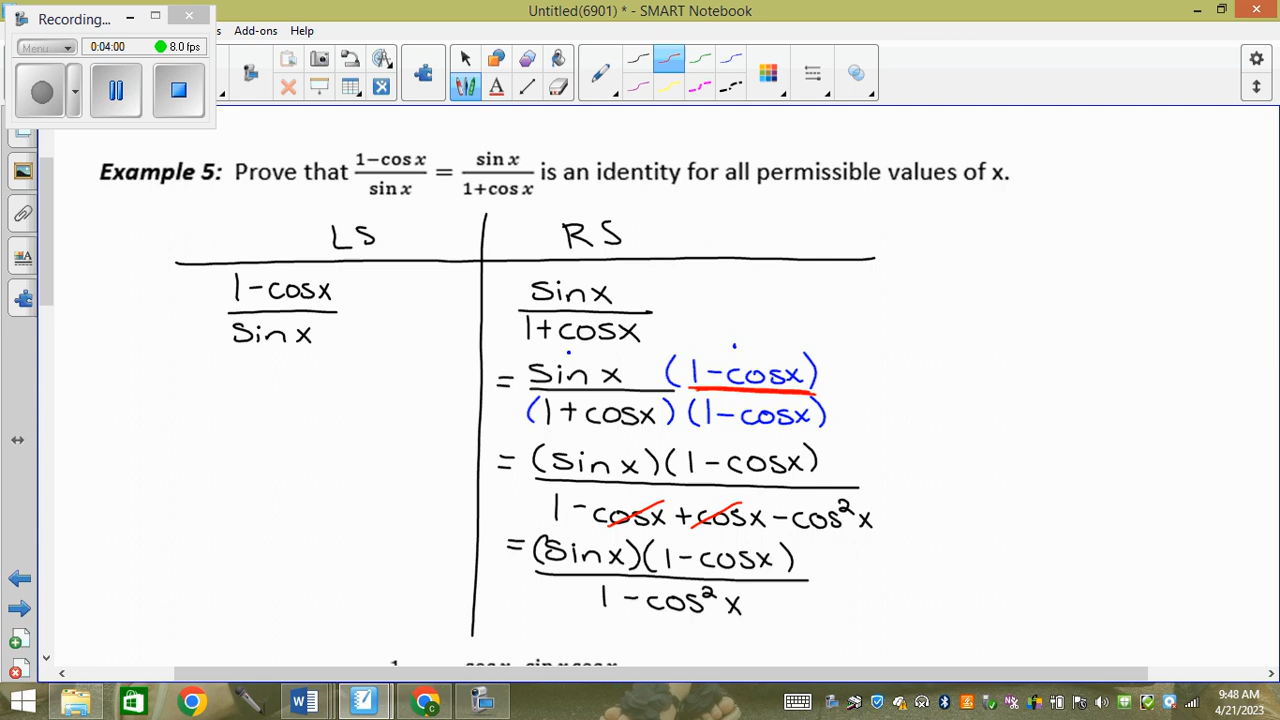 Recording...
Untitled(6901) * - SMART Notebook
Menu
0:04:00
8.0 fps
Add-ons
Help
Example 5: Prove that (1−cos x)/(sin x) = (sin x)/(1+cos x) is an identity for all permissible values of x.
LS
RS
1-cosx
sinx
sinx
1+cosx
= sin x (1-cosx)
(1+cosx)(1-cosx)
= (sinx)(1-cosx)
1-cosx+cosx-cos²x
= (sinx)(1-cosx)
1-cos²x
9:48 AM
4/21/2023